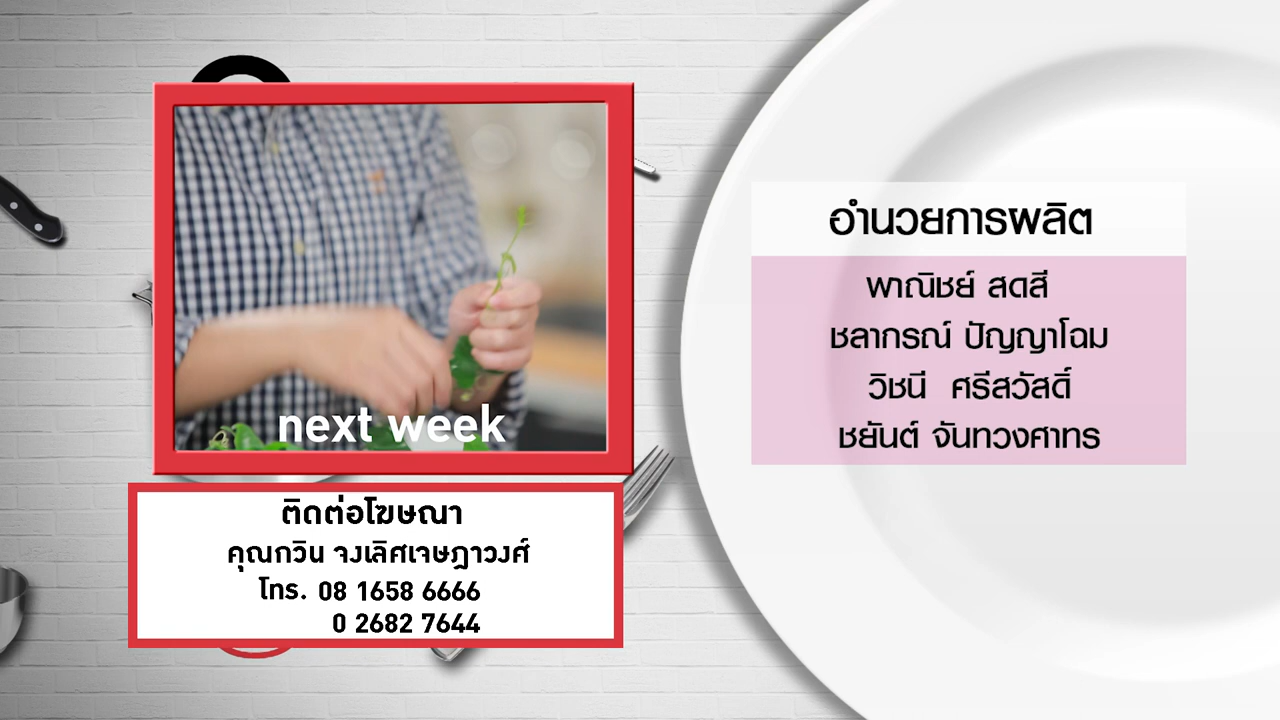 next week
ติดต่อโฆษณา
คุณกวิน จงเลิศเจษฎาวงศ์
โทร. 08 1658 6666
0 2682 7644
อำนวยการผลิต
พาณิชย์ สดสี
ชลากรณ์ ปัญญาโฉม
วิชนี ศรีสวัสดิ์
ชยันต์ จันทวงศาทร